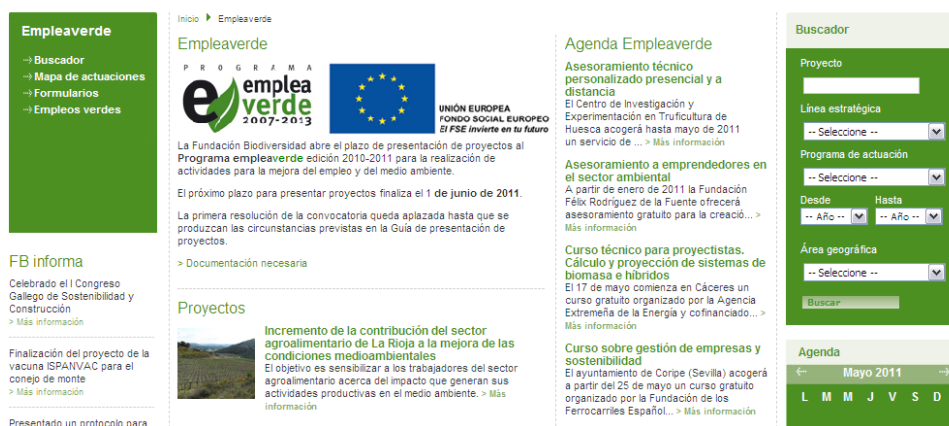 Empleaverde
Buscador
Mapa de actuaciones
Formularios
Empleos verdes
FB informa
Celebrado el I Congreso
Gallego de Sostenibilidad y
Construcción
> Más información
Finalización del proyecto de la
vacuna ISPANVAC para el
conejo de monte
> Más información
Presentado un protocolo para
Inicio Empleaverde
Empleaverde
PROGRAMA
emplea
verde
2007-2013
UNIÓN EUROPEA
FONDO SOCIAL EUROPEO
El FSE invierte en tu futuro
La Fundación Biodiversidad abre el plazo de presentación de proyectos al
Programa empleaverde edición 2010-2011 para la realización de
actividades para la mejora del empleo y del medio ambiente.
El próximo plazo para presentar proyectos finaliza el 1 de junio de 2011.
La primera resolución de la convocatoria queda aplazada hasta que se
produzcan las circunstancias previstas en la Guía de presentación de
proyectos.
> Documentación necesaria
Proyectos
Incremento de la contribución del sector
agroalimentario de La Rioja a la mejora de las
condiciones medioambientales
El objetivo es sensibilizar a los trabajadores del sector
agroalimentario acerca del impacto que generan sus
actividades productivas en el medio ambiente. > Más
información
Agenda Empleaverde
Asesoramiento técnico
personalizado presencial y a
distancia
El Centro de Investigación y
Experimentación en Truficultura de
Huesca acogerá hasta mayo de 2011
un servicio de ... > Más información
Asesoramiento a emprendedores en
el sector ambiental
A partir de enero de 2011 la Fundación
Félix Rodríguez de la Fuente ofrecerá
asesoramiento gratuito para la creació... >
Más información
Curso técnico para proyectistas.
Cálculo y proyección de sistemas de
biomasa e híbridos
El 17 de mayo comienza en Cáceres un
curso gratuito organizado por la Agencia
Extremeña de la Energía y cofinanciado... >
Más información
Curso sobre gestión de empresas y
sostenibilidad
El ayuntamiento de Coripe (Sevilla) acogerá
a partir del 25 de mayo un curso gratuito
organizado por la Fundación de los
Ferrocarriles Español... > Más información
Buscador
Proyecto
Línea estratégica
-- Seleccione --
Programa de actuación
-- Seleccione --
Desde Hasta
-- Año -- -- Año --
Área geográfica
-- Seleccione --
Buscar
Agenda
Mayo 2011
L M M J V S D